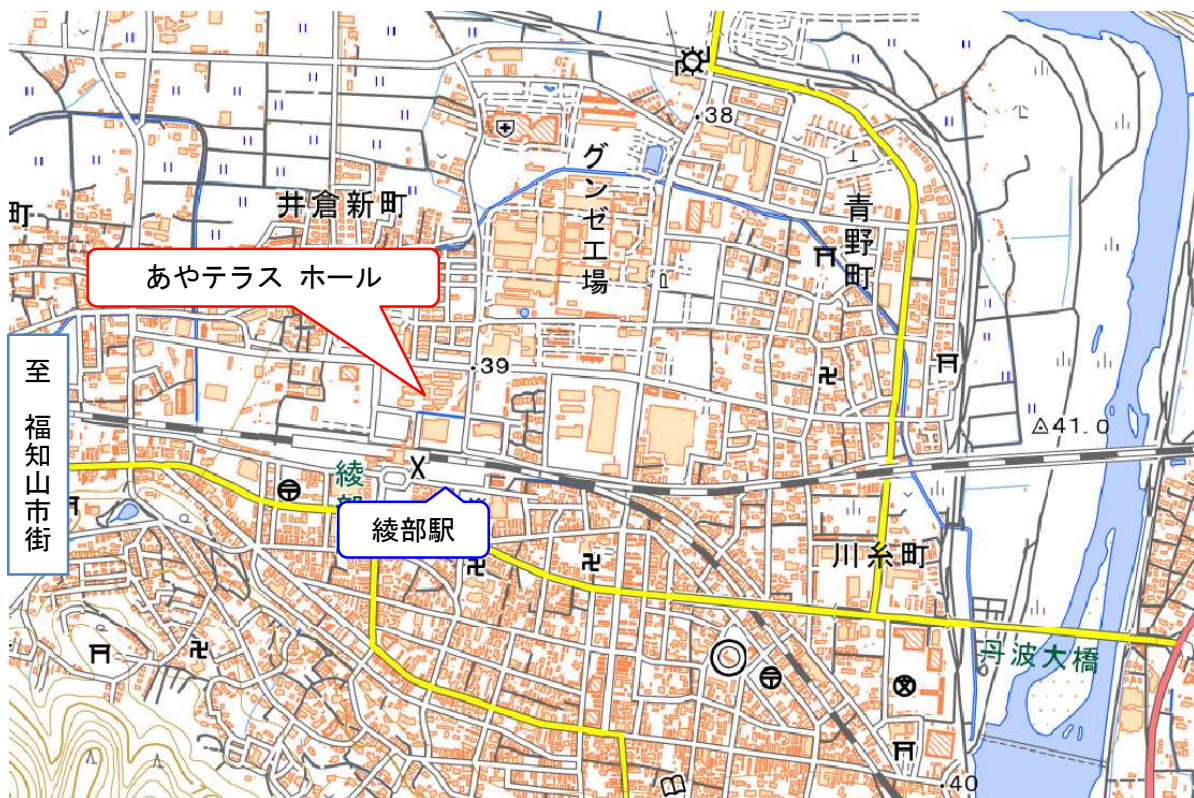 ・38
グンゼ工場
井倉新町
町
青野町
あやテラス ホール
・39
至 福知山市街
41.0
綾部
綾部駅
川糸町
丹波大橋
・40